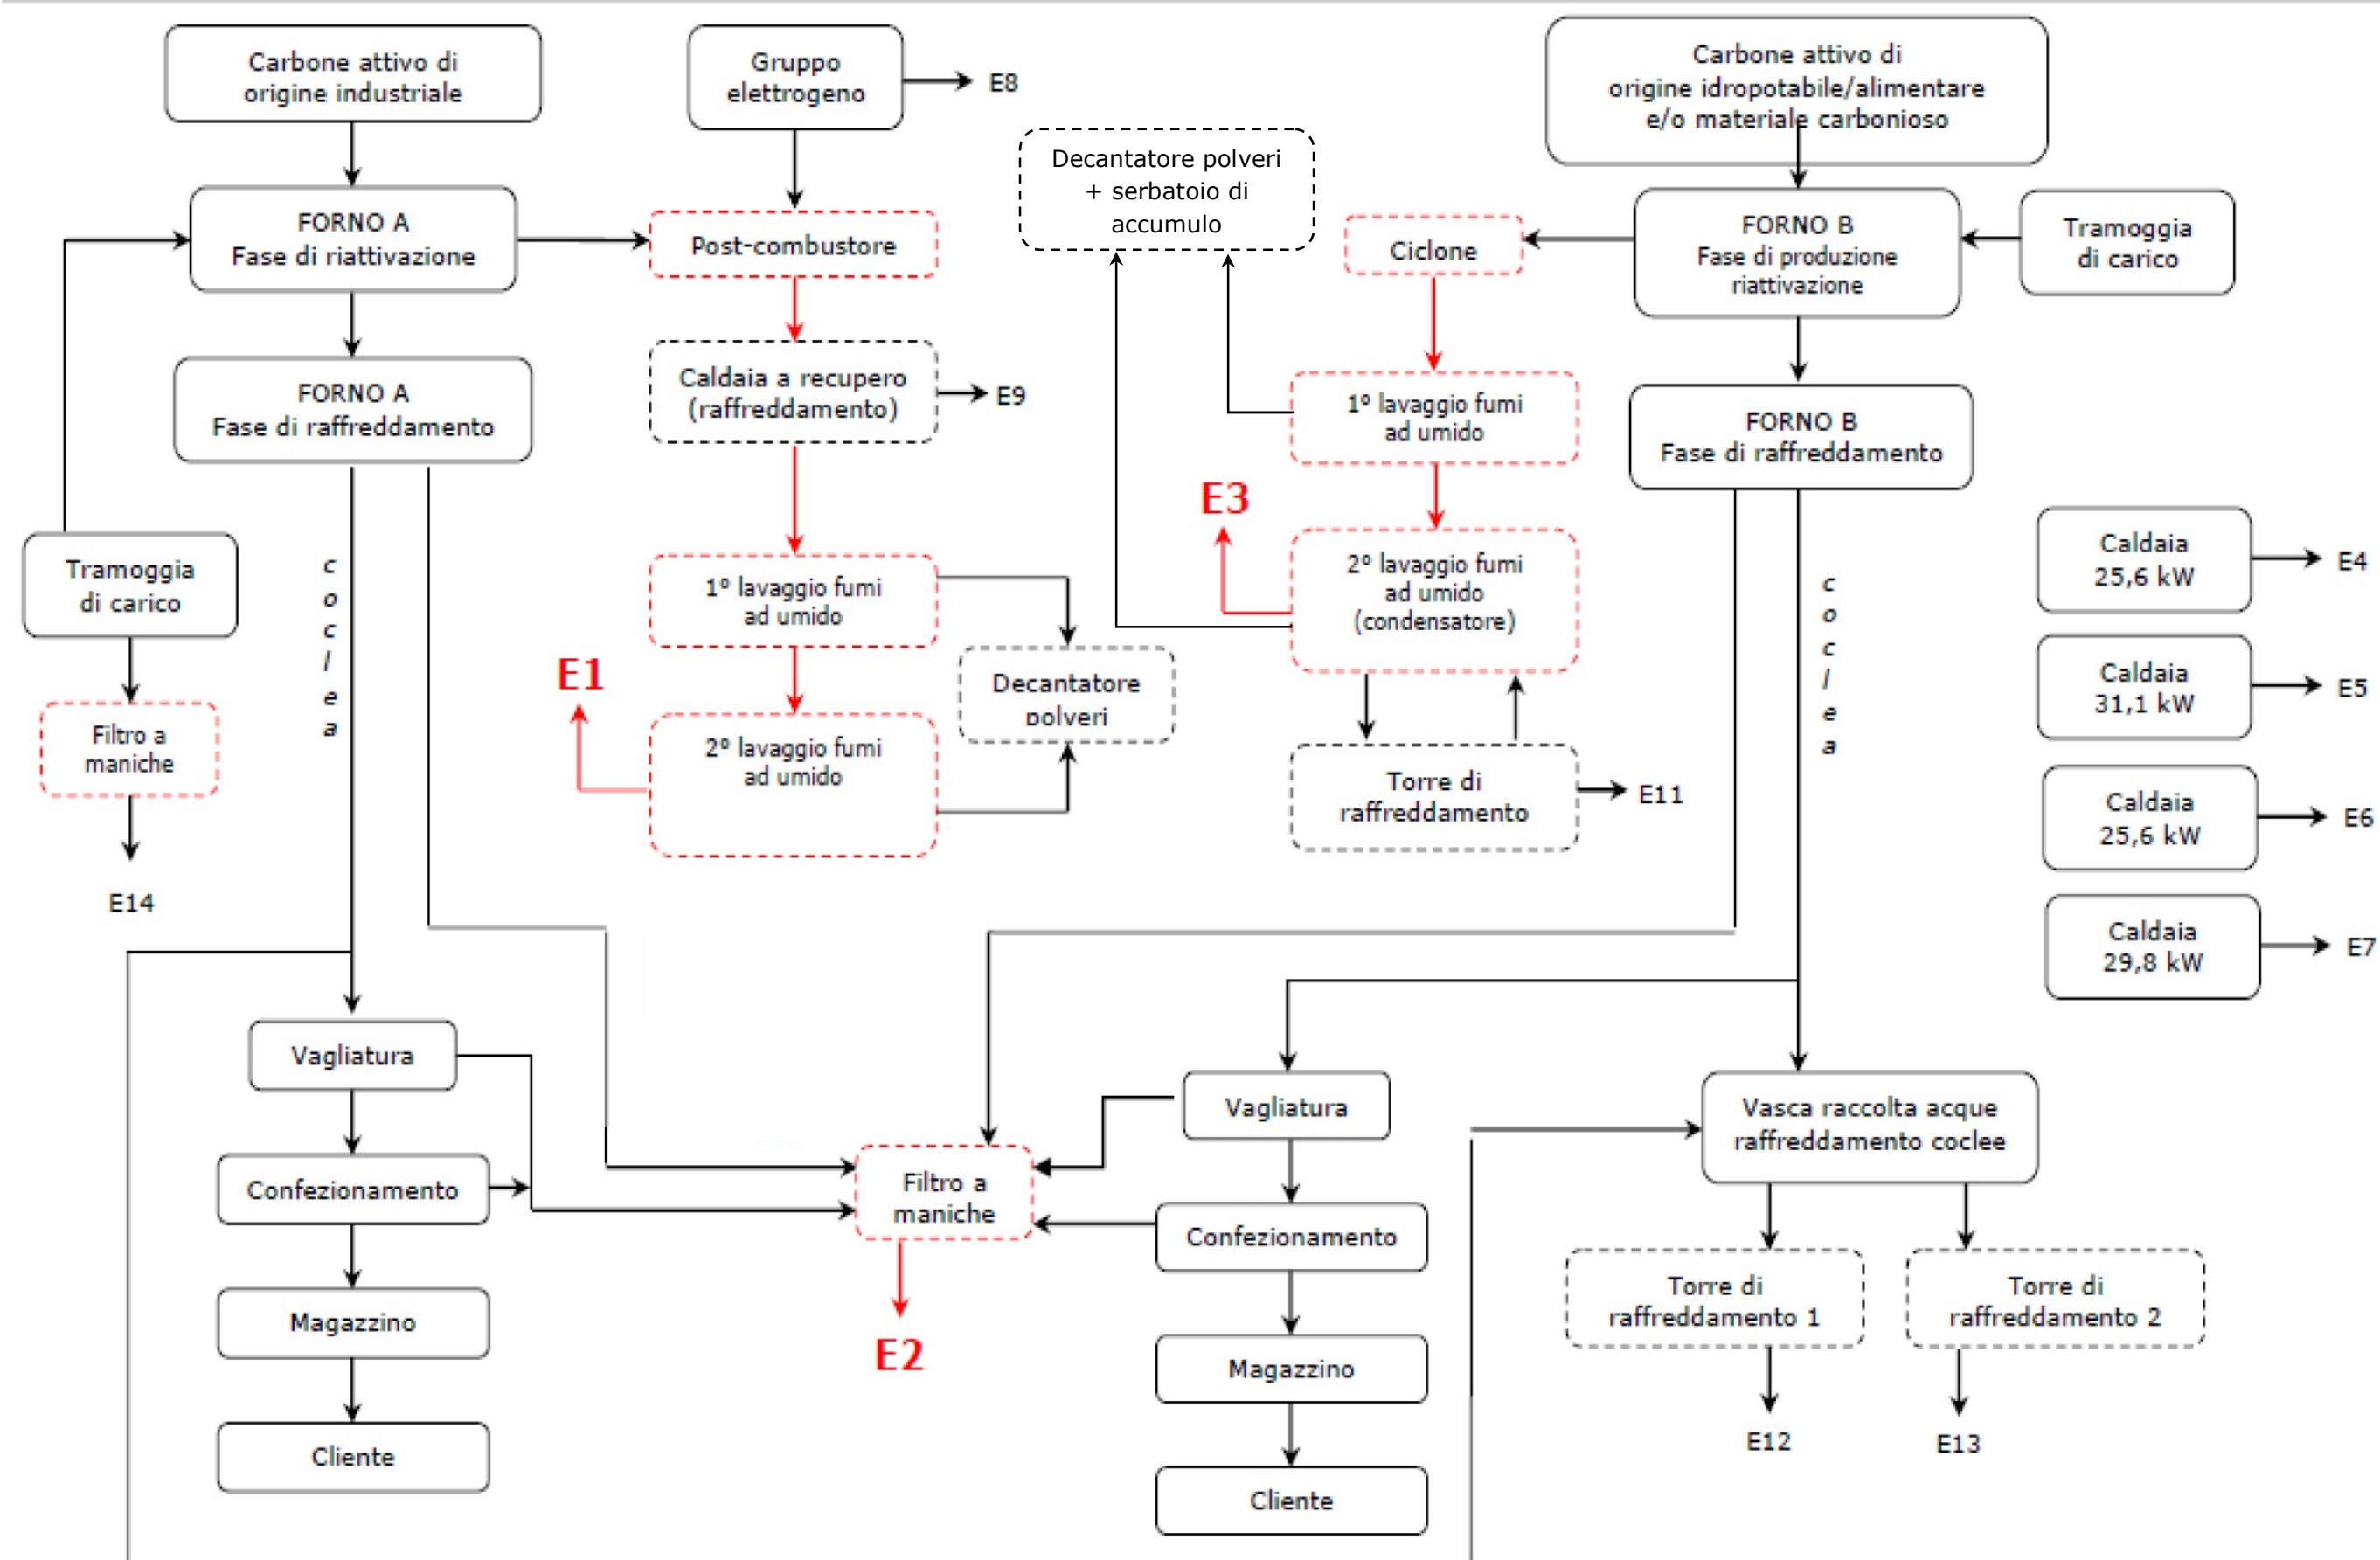 Carbone attivo di
origine industriale
Gruppo
elettrogeno
E8
Carbone attivo di
origine idropotabile/alimentare
e/o materiale carbonioso
Decantatore polveri
+ serbatoio di
accumulo
FORNO A
Fase di riattivazione
Post-combustore
Ciclone
FORNO B
Fase di produzione
riattivazione
Tramoggia
di carico
FORNO A
Fase di raffreddamento
Caldaia a recupero
(raffreddamento)
E9
1° lavaggio fumi
ad umido
FORNO B
Fase di raffreddamento
E3
Tramoggia
di carico
coclea
1° lavaggio fumi
ad umido
2° lavaggio fumi
ad umido
(condensatore)
coclea
Caldaia
25,6 kW
E4
Caldaia
31,1 kW
E5
E1
Decantatore
polveri
Filtro a
maniche
2° lavaggio fumi
ad umido
Torre di
raffreddamento
E11
Caldaia
25,6 kW
E6
E14
Caldaia
29,8 kW
E7
Vagliatura
Vagliatura
Vasca raccolta acque
raffreddamento coclee
Confezionamento
Filtro a
maniche
Confezionamento
Torre di
raffreddamento 1
Torre di
raffreddamento 2
Magazzino
E2
Magazzino
E12
E13
Cliente
Cliente